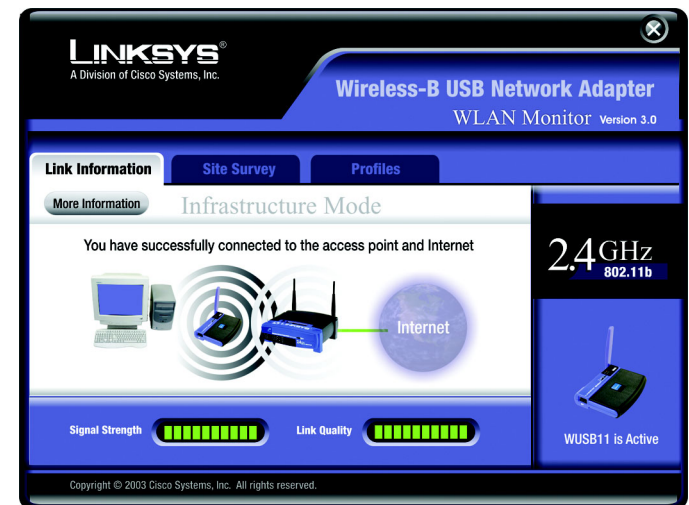 LINKSYS®
A Division of Cisco Systems, Inc.
Wireless-B USB Network Adapter
WLAN Monitor Version 3.0
Link Information
Site Survey
Profiles
More Information
Infrastructure Mode
You have successfully connected to the access point and Internet
Internet
2.4GHz
802.11b
Signal Strength
Link Quality
WUSB11 is Active
Copyright © 2003 Cisco Systems, Inc. All rights reserved.